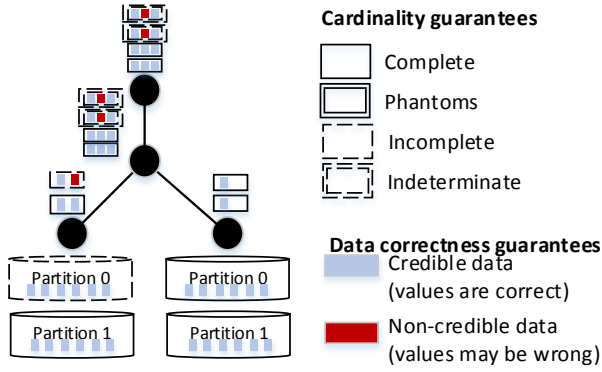 Cardinality guarantees
Complete
Phantoms
Incomplete
Indeterminate
Partition 0
Partition 0
Partition 1
Partition 1
Data correctness guarantees
Credible data
(values are correct)
Non-credible data
(values may be wrong)